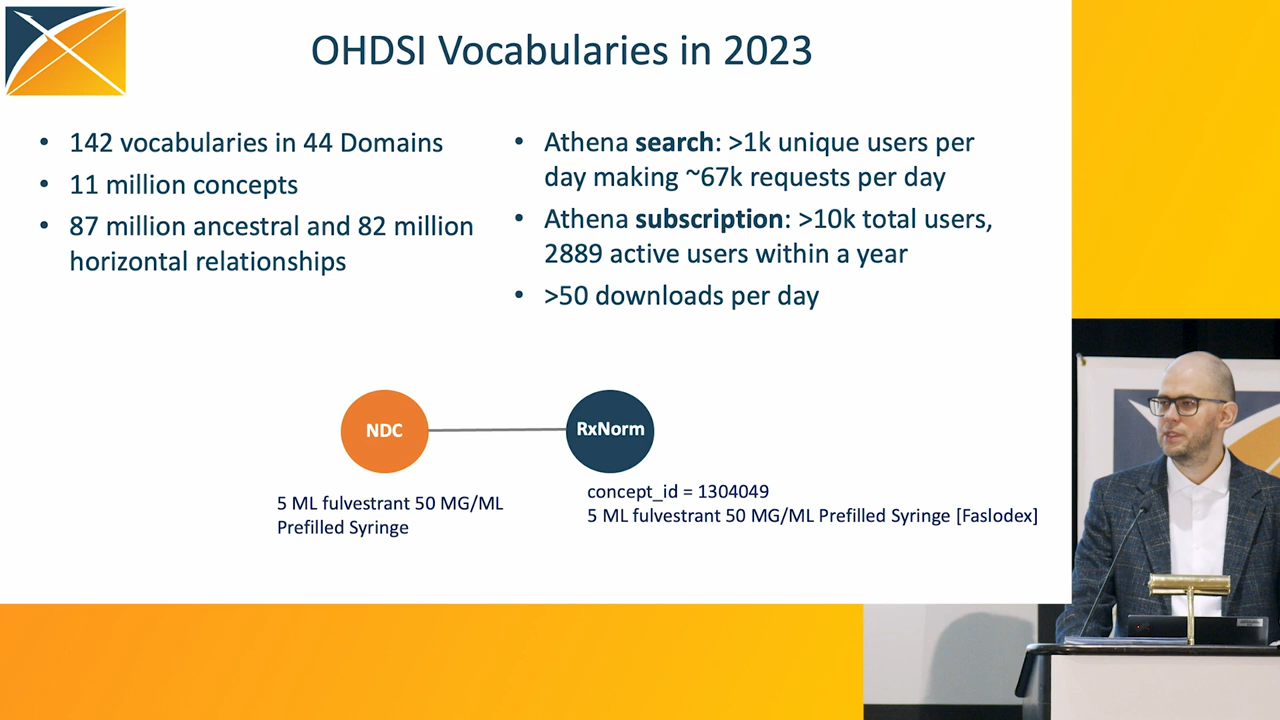 OHDSI Vocabularies in 2023
• 142 vocabularies in 44 Domains
• 11 million concepts
• 87 million ancestral and 82 million
horizontal relationships
• Athena search: >1k unique users per
day making ~67k requests per day
• Athena subscription: >10k total users,
2889 active users within a year
• >50 downloads per day
NDC
RxNorm
5 ML fulvestrant 50 MG/ML
Prefilled Syringe
concept_id = 1304049
5 ML fulvestrant 50 MG/ML Prefilled Syringe [Faslodex]